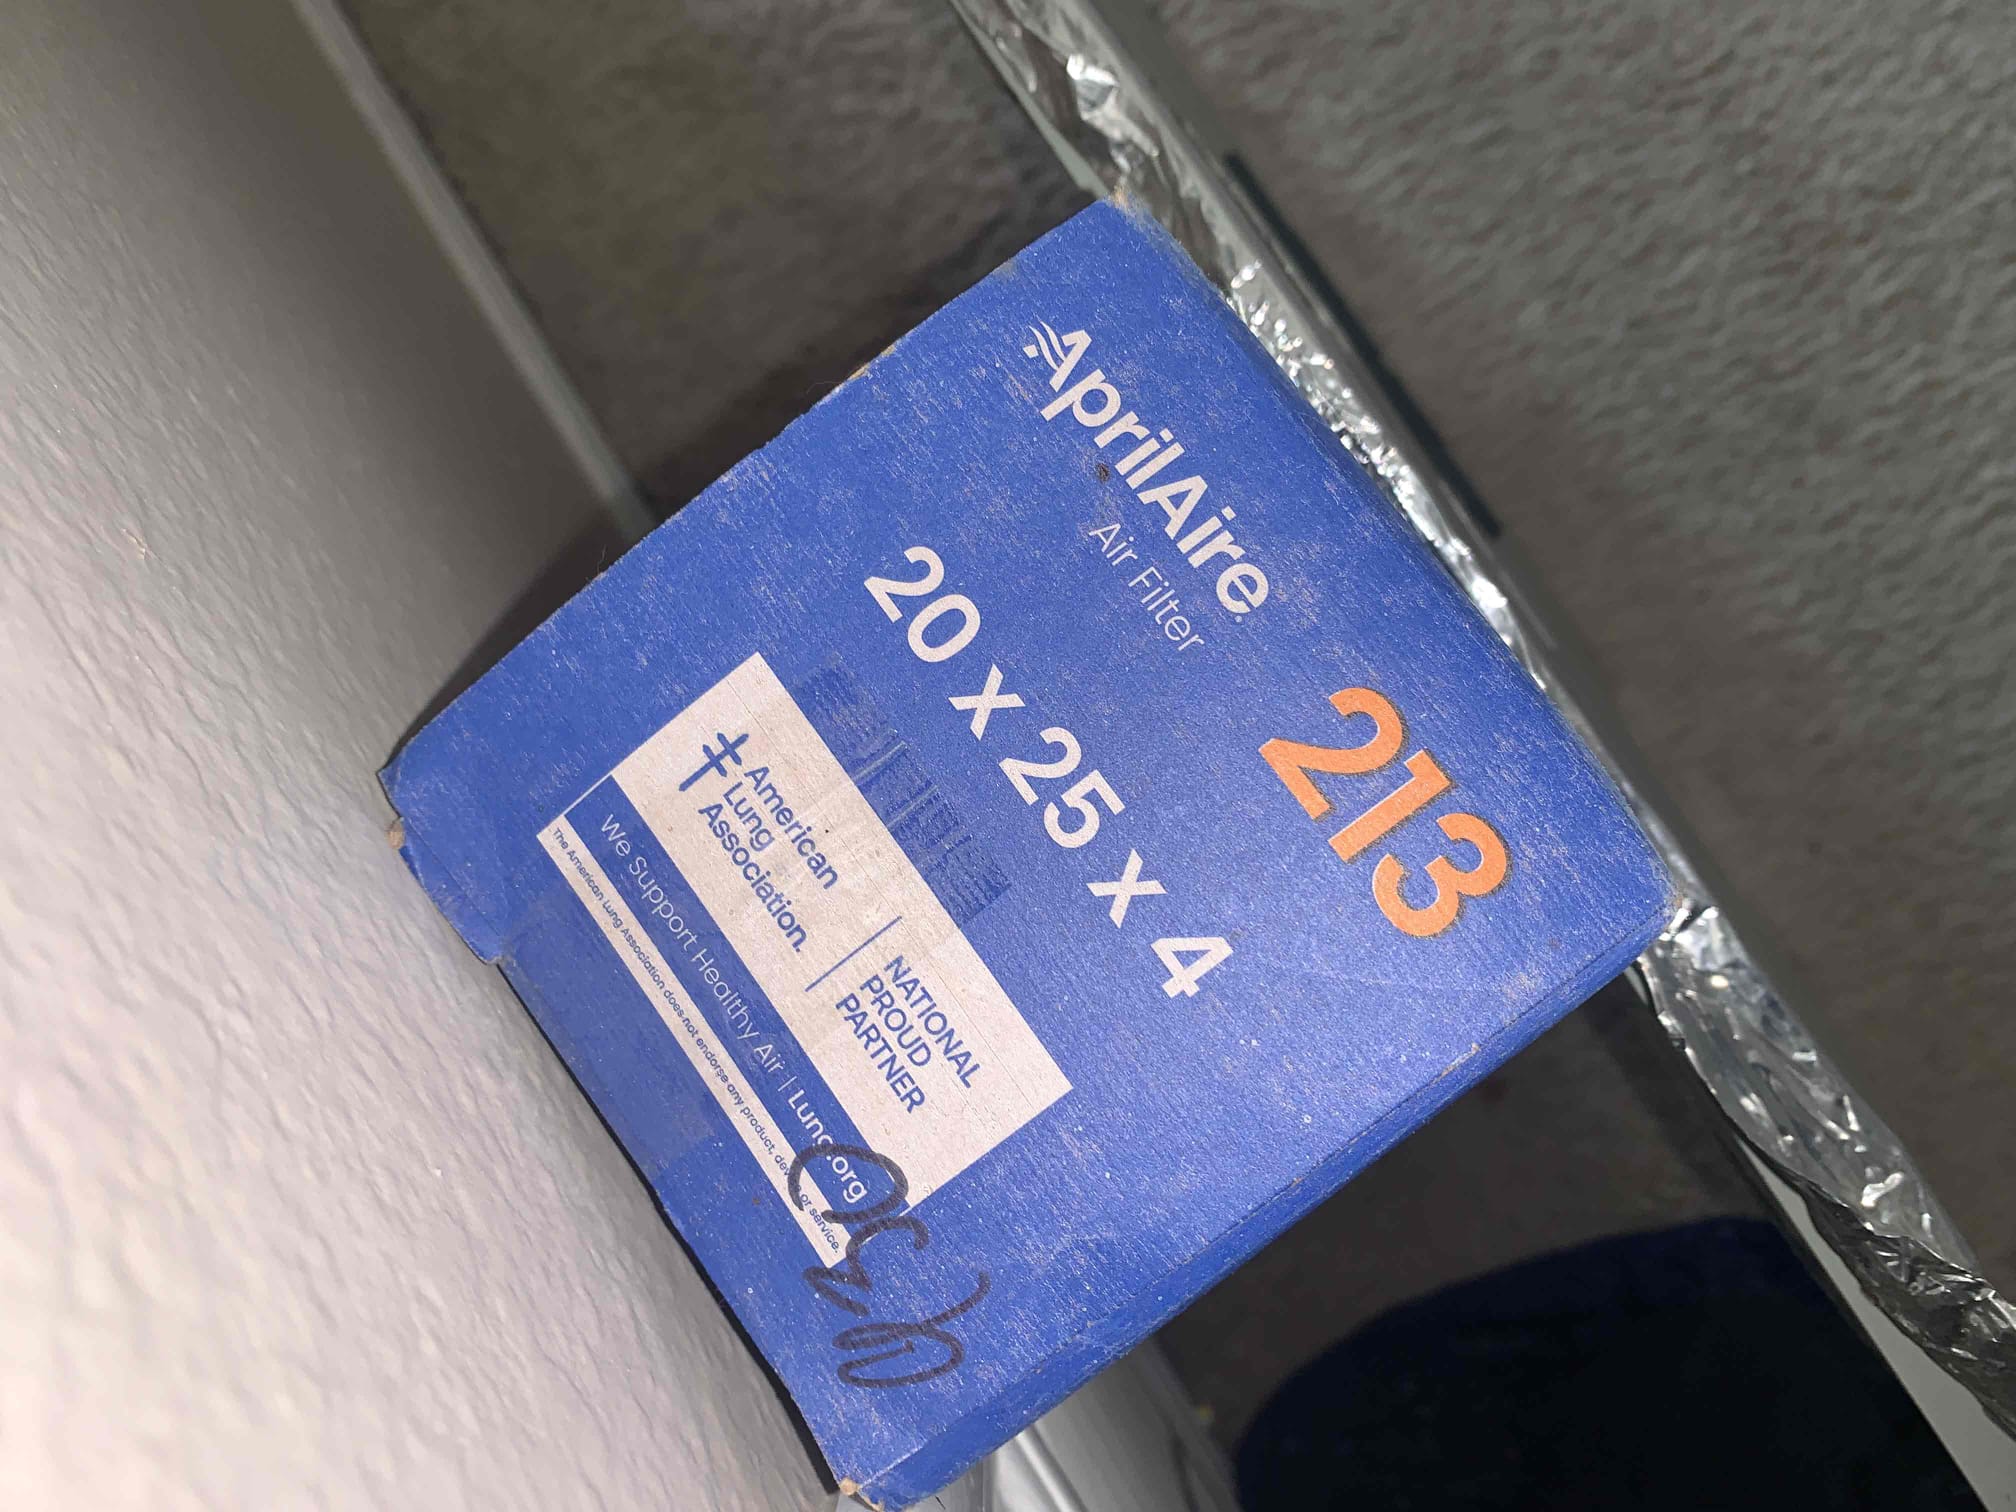 AprilAire®
Air Filter
213
20 x 25 x 4
American
Lung
Association.
NATIONAL
PROUD
PARTNER
We Support Healthy Air | Lung.org
The American Lung Association does not endorse any product, device or service.